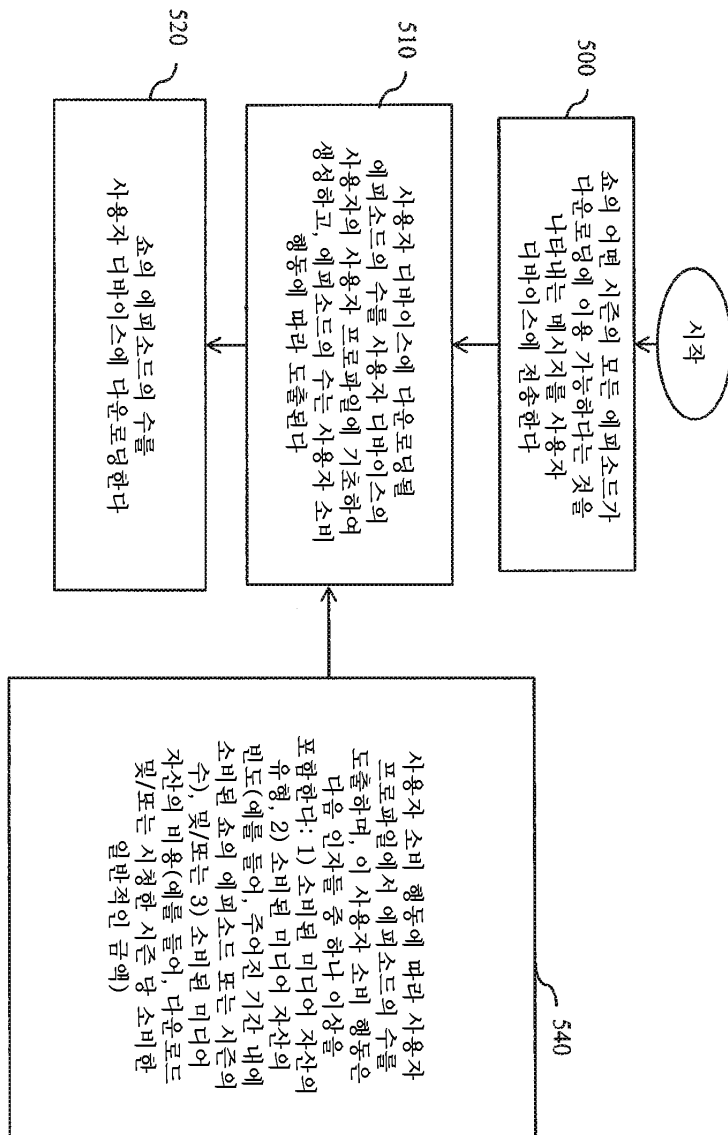 시작
500
쇼의 어떤 시즌의 모든 에피소드가
다운로딩에 이용 가능하다는 것을
나타내는 메시지를 사용자
디바이스에 전송한다
510
사용자 디바이스에 다운로딩될
에피소드의 수를 사용자 디바이스의
사용자의 사용자 프로파일에 기초하여
생성하고, 에피소드의 수는 사용자 소비
행동에 따라 도출된다
520
쇼의 에피소드의 수를
사용자 디바이스에 다운로딩한다
540
사용자 소비 행동에 따라 사용자
프로파일에서 에피소드의 수를
도출하며, 이 사용자 소비 행동은
다음 인자들 중 하나 이상을
포함한다: 1) 소비된 미디어 자산의
유형, 2) 소비된 미디어 자산의
빈도(예를 들어, 주어진 기간 내에
소비된 쇼의 에피소드 또는 시즌의
수), 및/또는 3) 소비된 미디어
자산의 비용(예를 들어, 다운로드
및/또는 시청한 시즌 당 소비한
일반적인 금액)